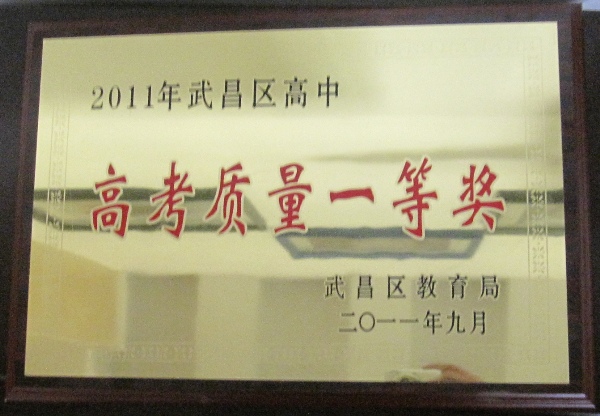 2011年武昌区高中
高考质量一等奖
武昌区教育局
二〇一一年九月